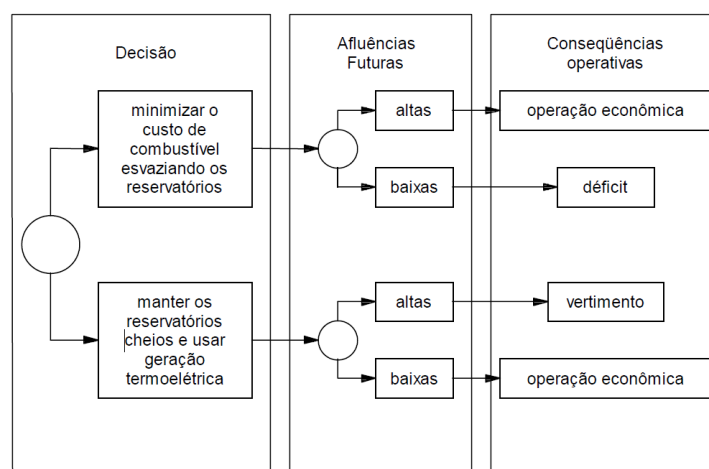 Decisão
Afluências
Futuras
Conseqüências
operativas
minimizar o
custo de
combustível
esvaziando os
reservatórios
altas
operação econômica
baixas
déficit
manter os
reservatórios
cheios e usar
geração
termoelétrica
altas
vertimento
baixas
operação econômica